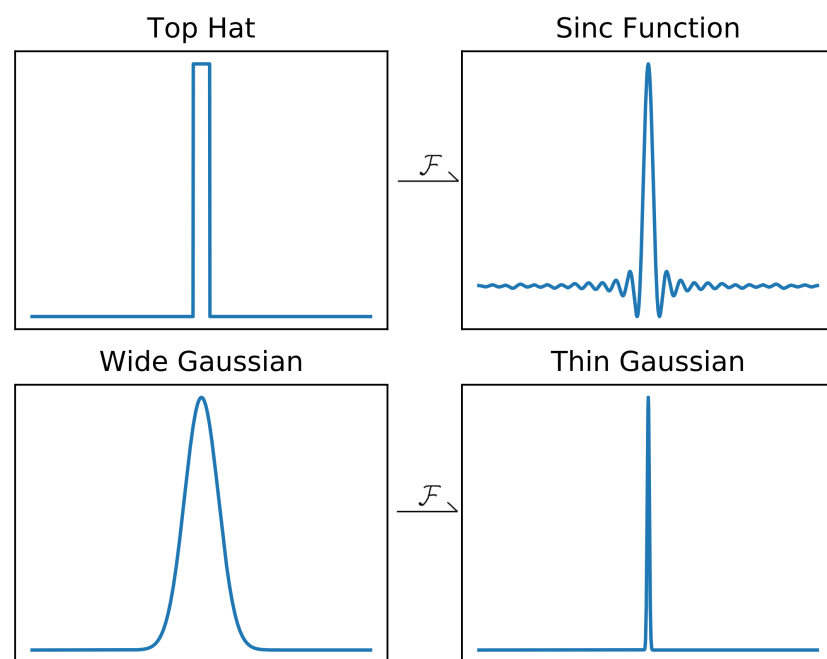 Top Hat
Sinc Function
ℱ
Wide Gaussian
Thin Gaussian
ℱ